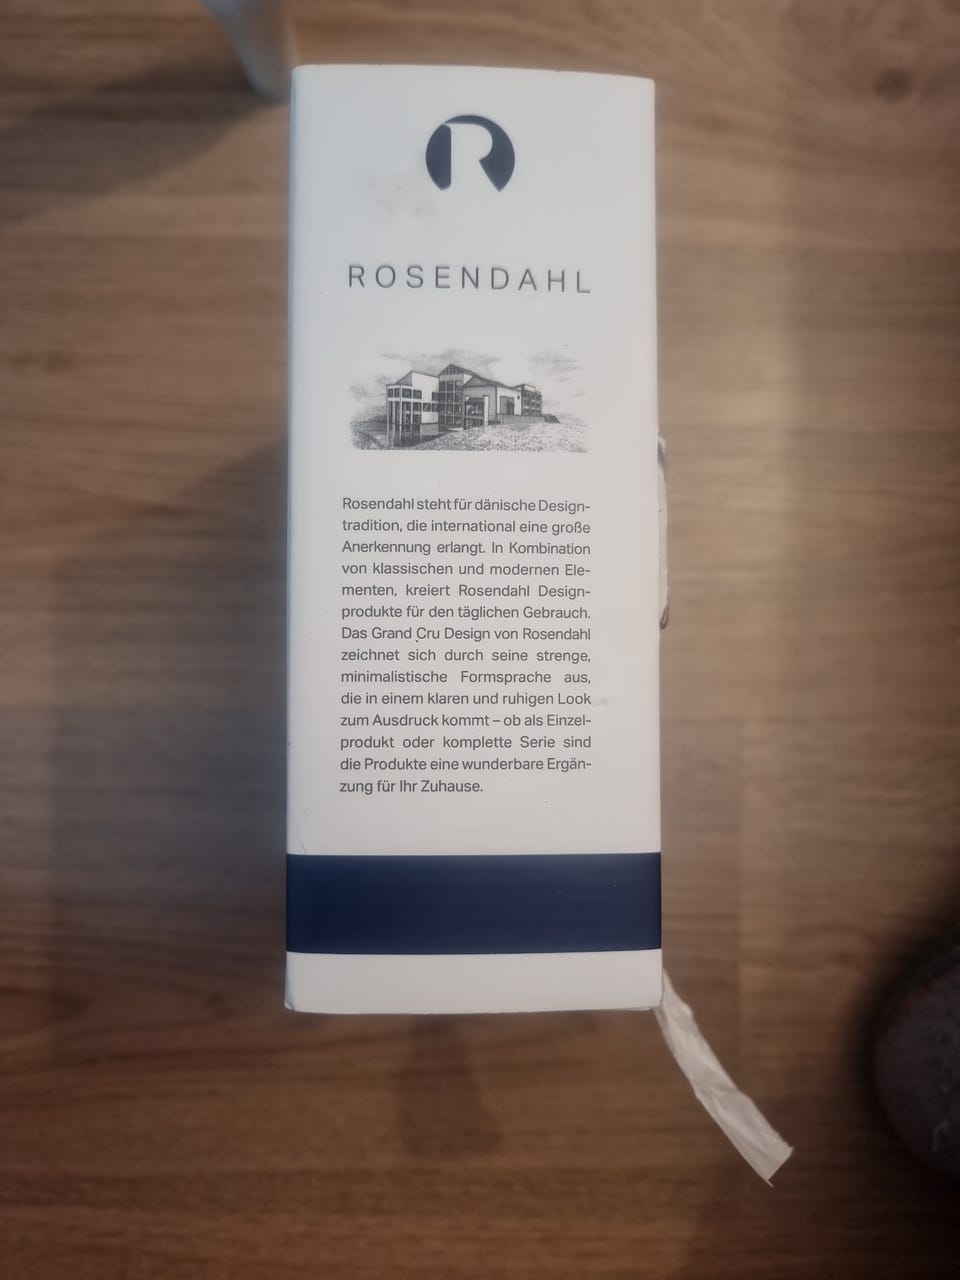 R
ROSENDAHL
Rosendahl steht für dänische Design-
tradition, die international eine große
Anerkennung erlangt. In Kombination
von klassischen und modernen Ele-
menten, kreiert Rosendahl Design-
produkte für den täglichen Gebrauch.
Das Grand Cru Design von Rosendahl
zeichnet sich durch seine strenge,
minimalistische Formsprache aus,
die in einem klaren und ruhigen Look
zum Ausdruck kommt – ob als Einzel-
produkt oder komplette Serie sind
die Produkte eine wunderbare Ergän-
zung für Ihr Zuhause.